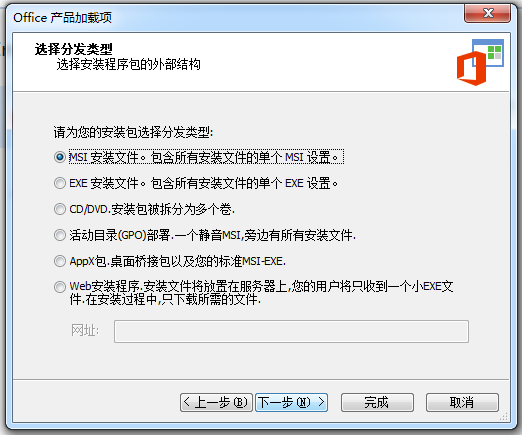 Office 产品加载项
选择分发类型
选择安装程序包的外部结构
请为您的安装包选择分发类型:
MSI 安装文件。包含所有安装文件的单个 MSI 设置。
EXE 安装文件。包含所有安装文件的单个 EXE 设置。
CD/DVD.安装包被拆分为多个卷.
活动目录(GPO)部署.一个静音MSI,旁边有所有安装文件.
AppX包.桌面桥接包以及您的标准MSI-EXE.
Web安装程序.安装文件将放置在服务器上,您的用户将只收到一个小EXE文
件.在安装过程中,只下载所需的文件.
网址:
< 上一步(B) 下一步(N) > 完成 取消